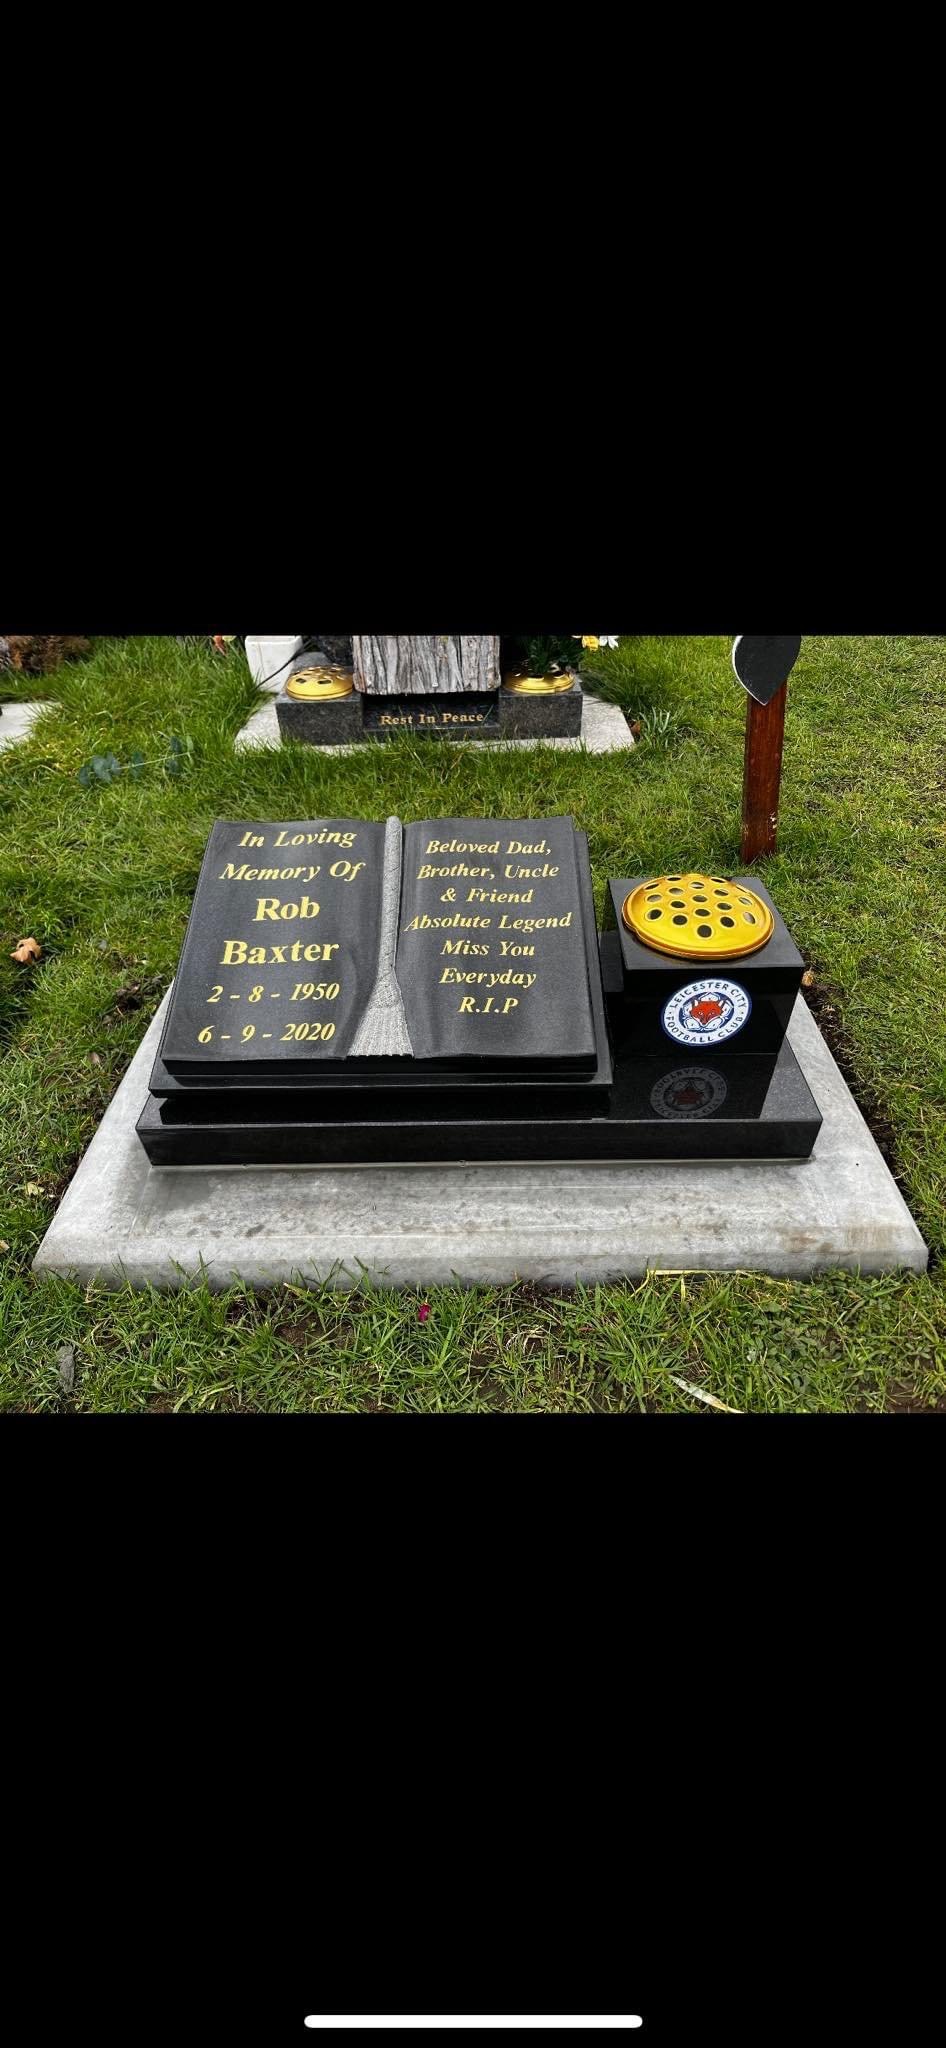 Rest In Peace
In Loving
Memory Of
Rob
Baxter
2 - 8 - 1950
6 - 9 - 2020
Beloved Dad,
Brother, Uncle
& Friend
Absolute Legend
Miss You
Everyday
R.I.P
LEICESTER CITY
FOOTBALL CLUB